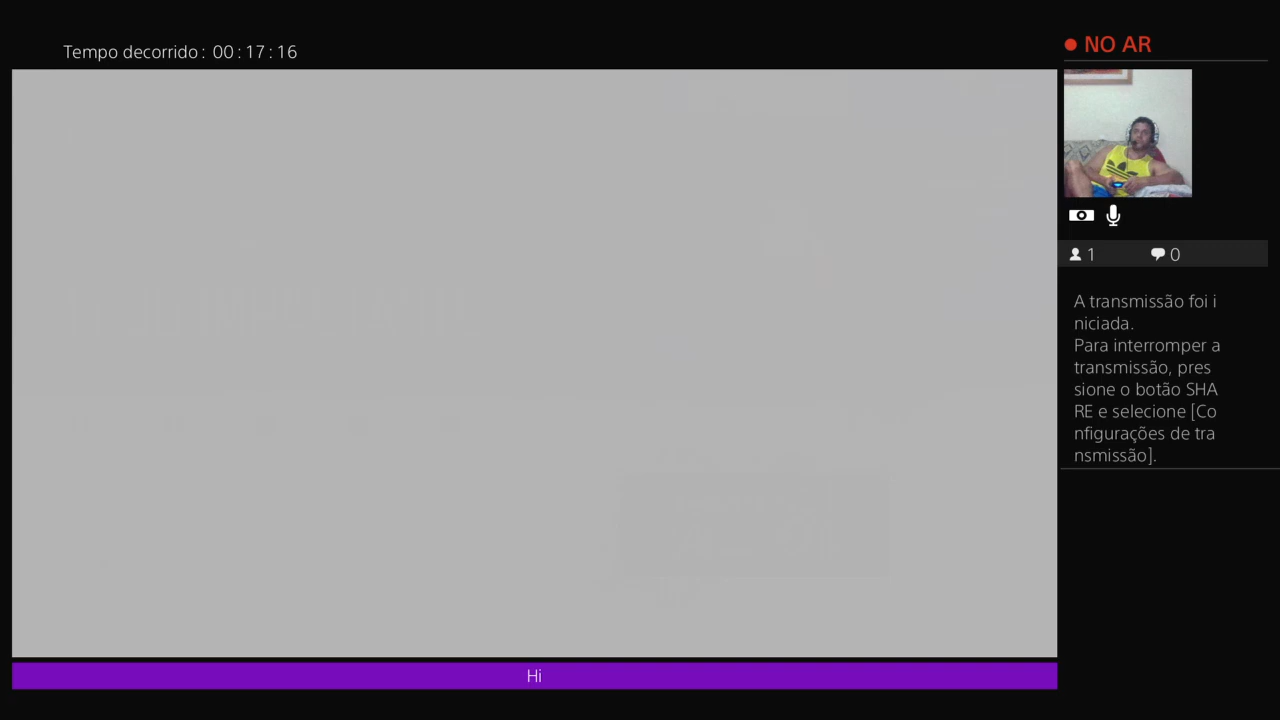 Tempo decorrido : 00 : 17 : 16
NO AR
1
0
A transmissão foi i
niciada.
Para interromper a
transmissão, pres
sione o botão SHA
RE e selecione [Co
nfigurações de tra
nsmissão].
Hi